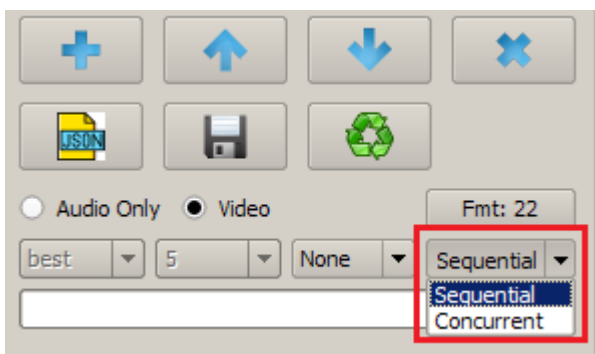 JSON
Audio Only
Video
Fmt: 22
best
5
None
Sequential
Sequential
Concurrent